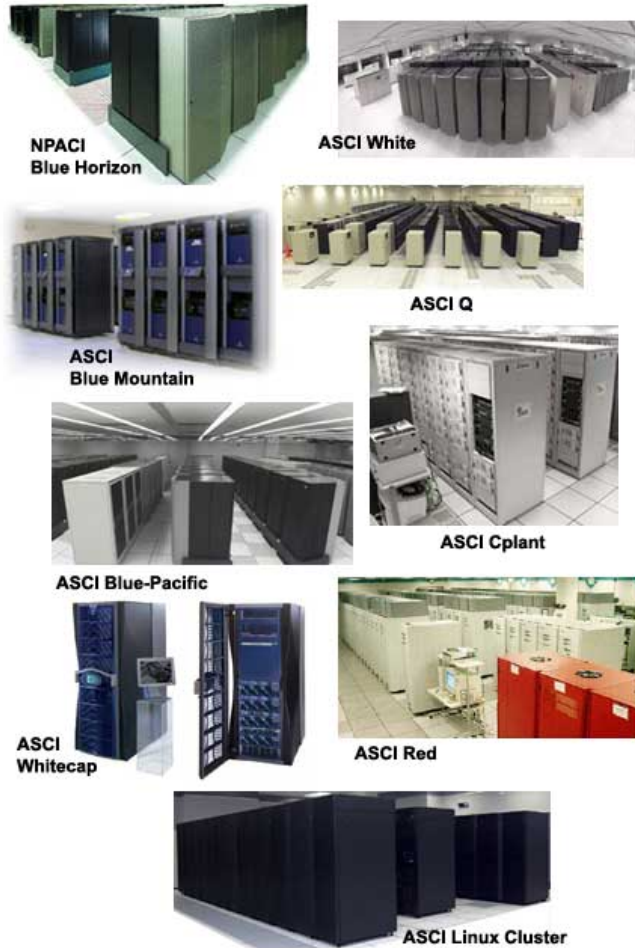 NPACI
Blue Horizon
ASCI White
ASCI Q
ASCI
Blue Mountain
ASCI Cplant
ASCI Blue-Pacific
ASCI
Whitecap
ASCI Red
ASCI Linux Cluster